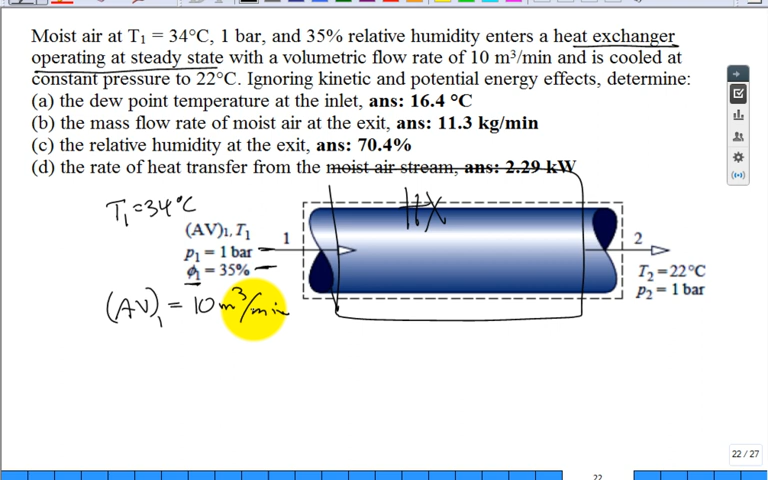 Moist air at T1 = 34°C, 1 bar, and 35% relative humidity enters a heat exchanger
operating at steady state with a volumetric flow rate of 10 m³/min and is cooled at
constant pressure to 22°C. Ignoring kinetic and potential energy effects, determine:
(a) the dew point temperature at the inlet, ans: 16.4 °C
(b) the mass flow rate of moist air at the exit, ans: 11.3 kg/min
(c) the relative humidity at the exit, ans: 70.4%
(d) the rate of heat transfer from the moist air stream, ans: 2.29 kW
T1=34°C
HX
(AV)1, T1
p1 = 1 bar
ϕ1 = 35%
1
2
T2=22°C
p2= 1 bar
(AV)1 = 10 m³/min
22 / 27
22